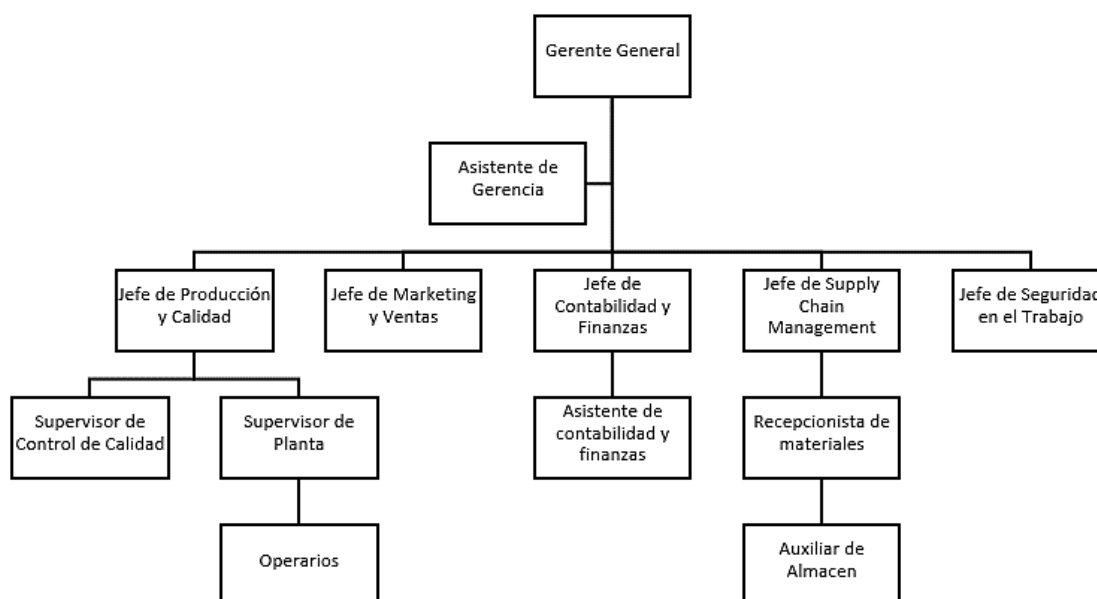 Gerente General
Asistente de
Gerencia
Jefe de Producción
y Calidad
Jefe de Marketing
y Ventas
Jefe de
Contabilidad y
Finanzas
Jefe de Supply
Chain
Management
Jefe de Seguridad
en el Trabajo
Supervisor de
Control de Calidad
Supervisor de
Planta
Asistente de
contabilidad y
finanzas
Recepcionista de
materiales
Operarios
Auxiliar de
Almacen